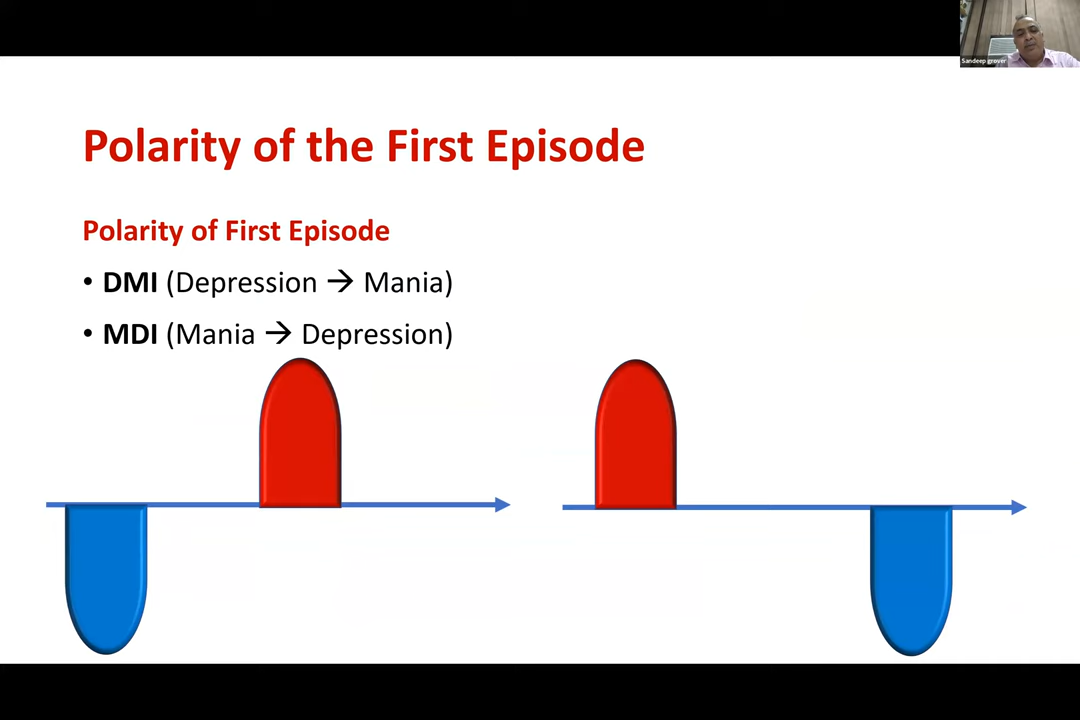 Sandeep grover
Polarity of the First Episode
Polarity of First Episode
• DMI (Depression → Mania)
• MDI (Mania → Depression)